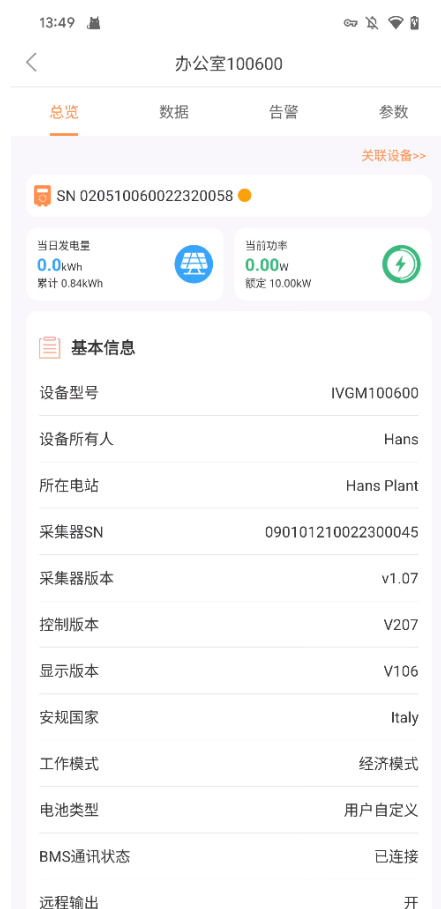 13:49
办公室100600
总览 数据 告警 参数
关联设备>>
SN 020510060022320058
当日发电量
0.0kWh
累计 0.84kWh
当前功率
0.00w
额定 10.00kW
基本信息
设备型号 IVGM100600
设备所有人 Hans
所在电站 Hans Plant
采集器SN 090101210022300045
采集器版本 v1.07
控制版本 V207
显示版本 V106
安规国家 Italy
工作模式 经济模式
电池类型 用户自定义
BMS通讯状态 已连接
远程输出 开